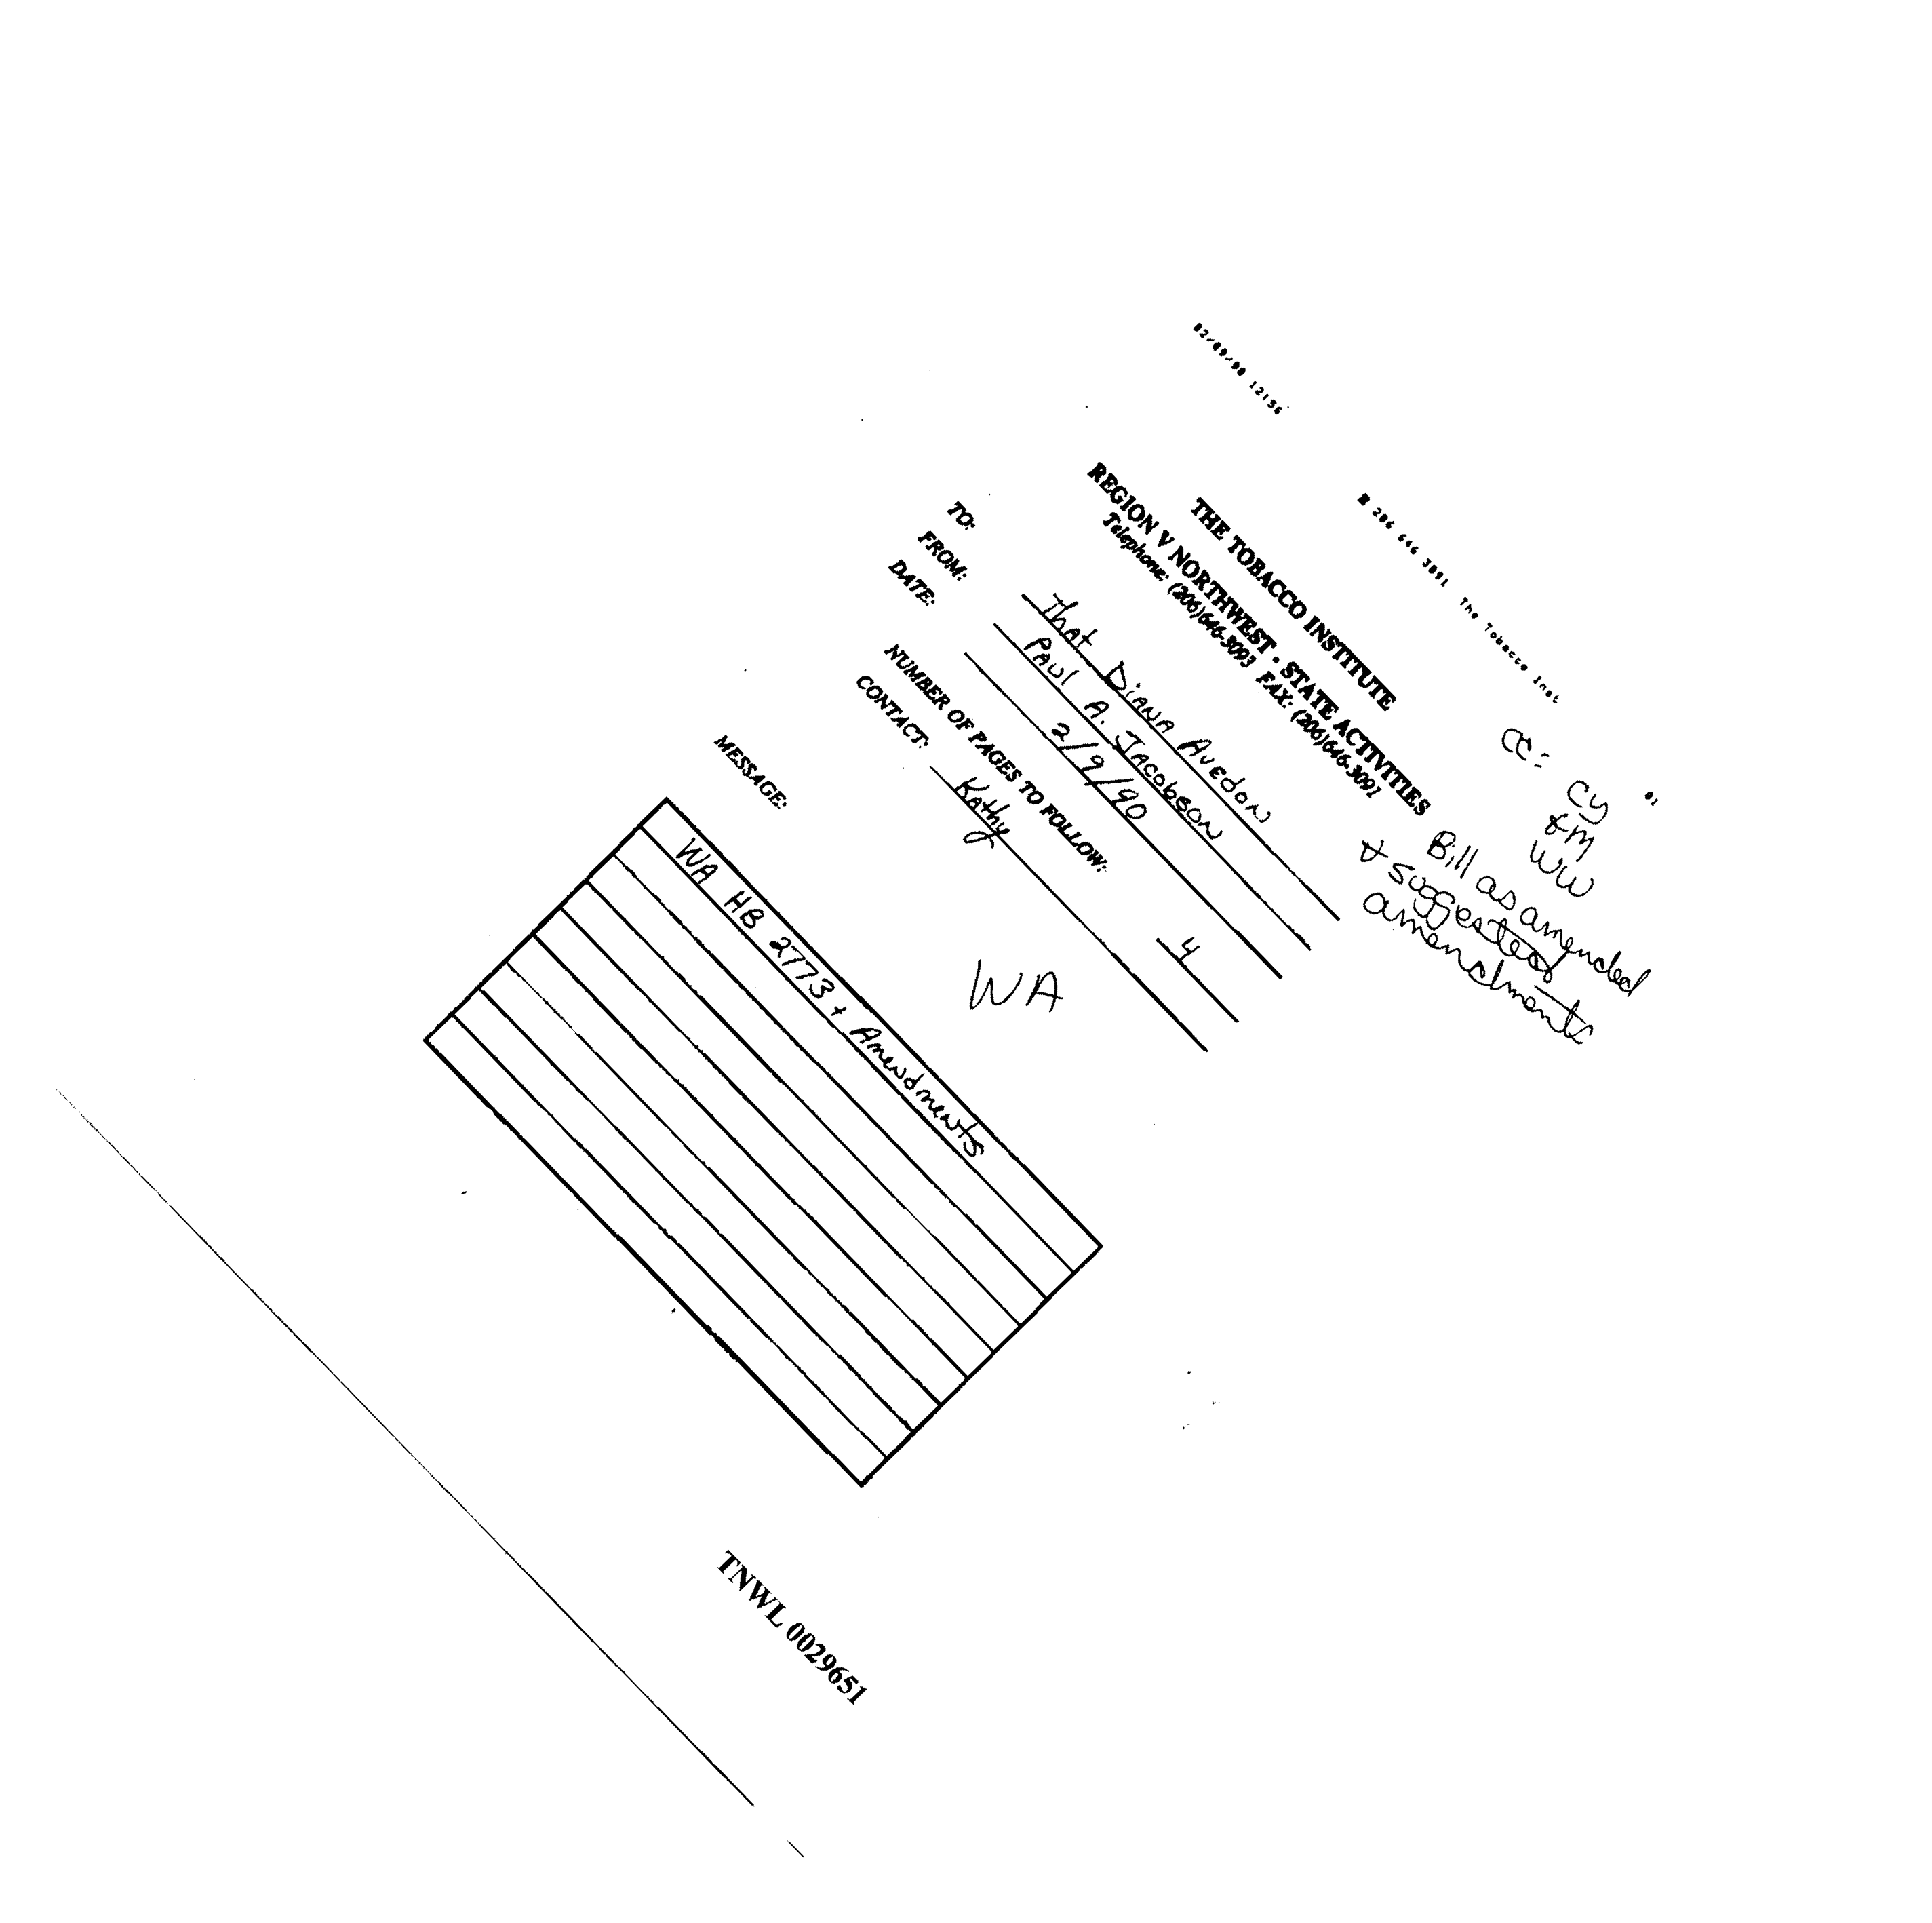 02-09-90 12:36
B 206 646 3091 The Tobacco Inst
01
THE TOBACCO INSTITUTE
REGION V NORTHWEST - STATE ACTIVITIES
Telephone: (206)646-3093 FAX: (206)646-3091
CC: CY
&M
WW
Bill as amended
+ suggested
amendments
TO: Diana Avedon
FROM: Paul A. Jacobson
DATE: 2/9/90
NUMBER OF PAGES TO FOLLOW: 4
CONTACT: Kathy
WA
MESSAGE:
WA HB 2773 + Amendments
TNWL 0029651